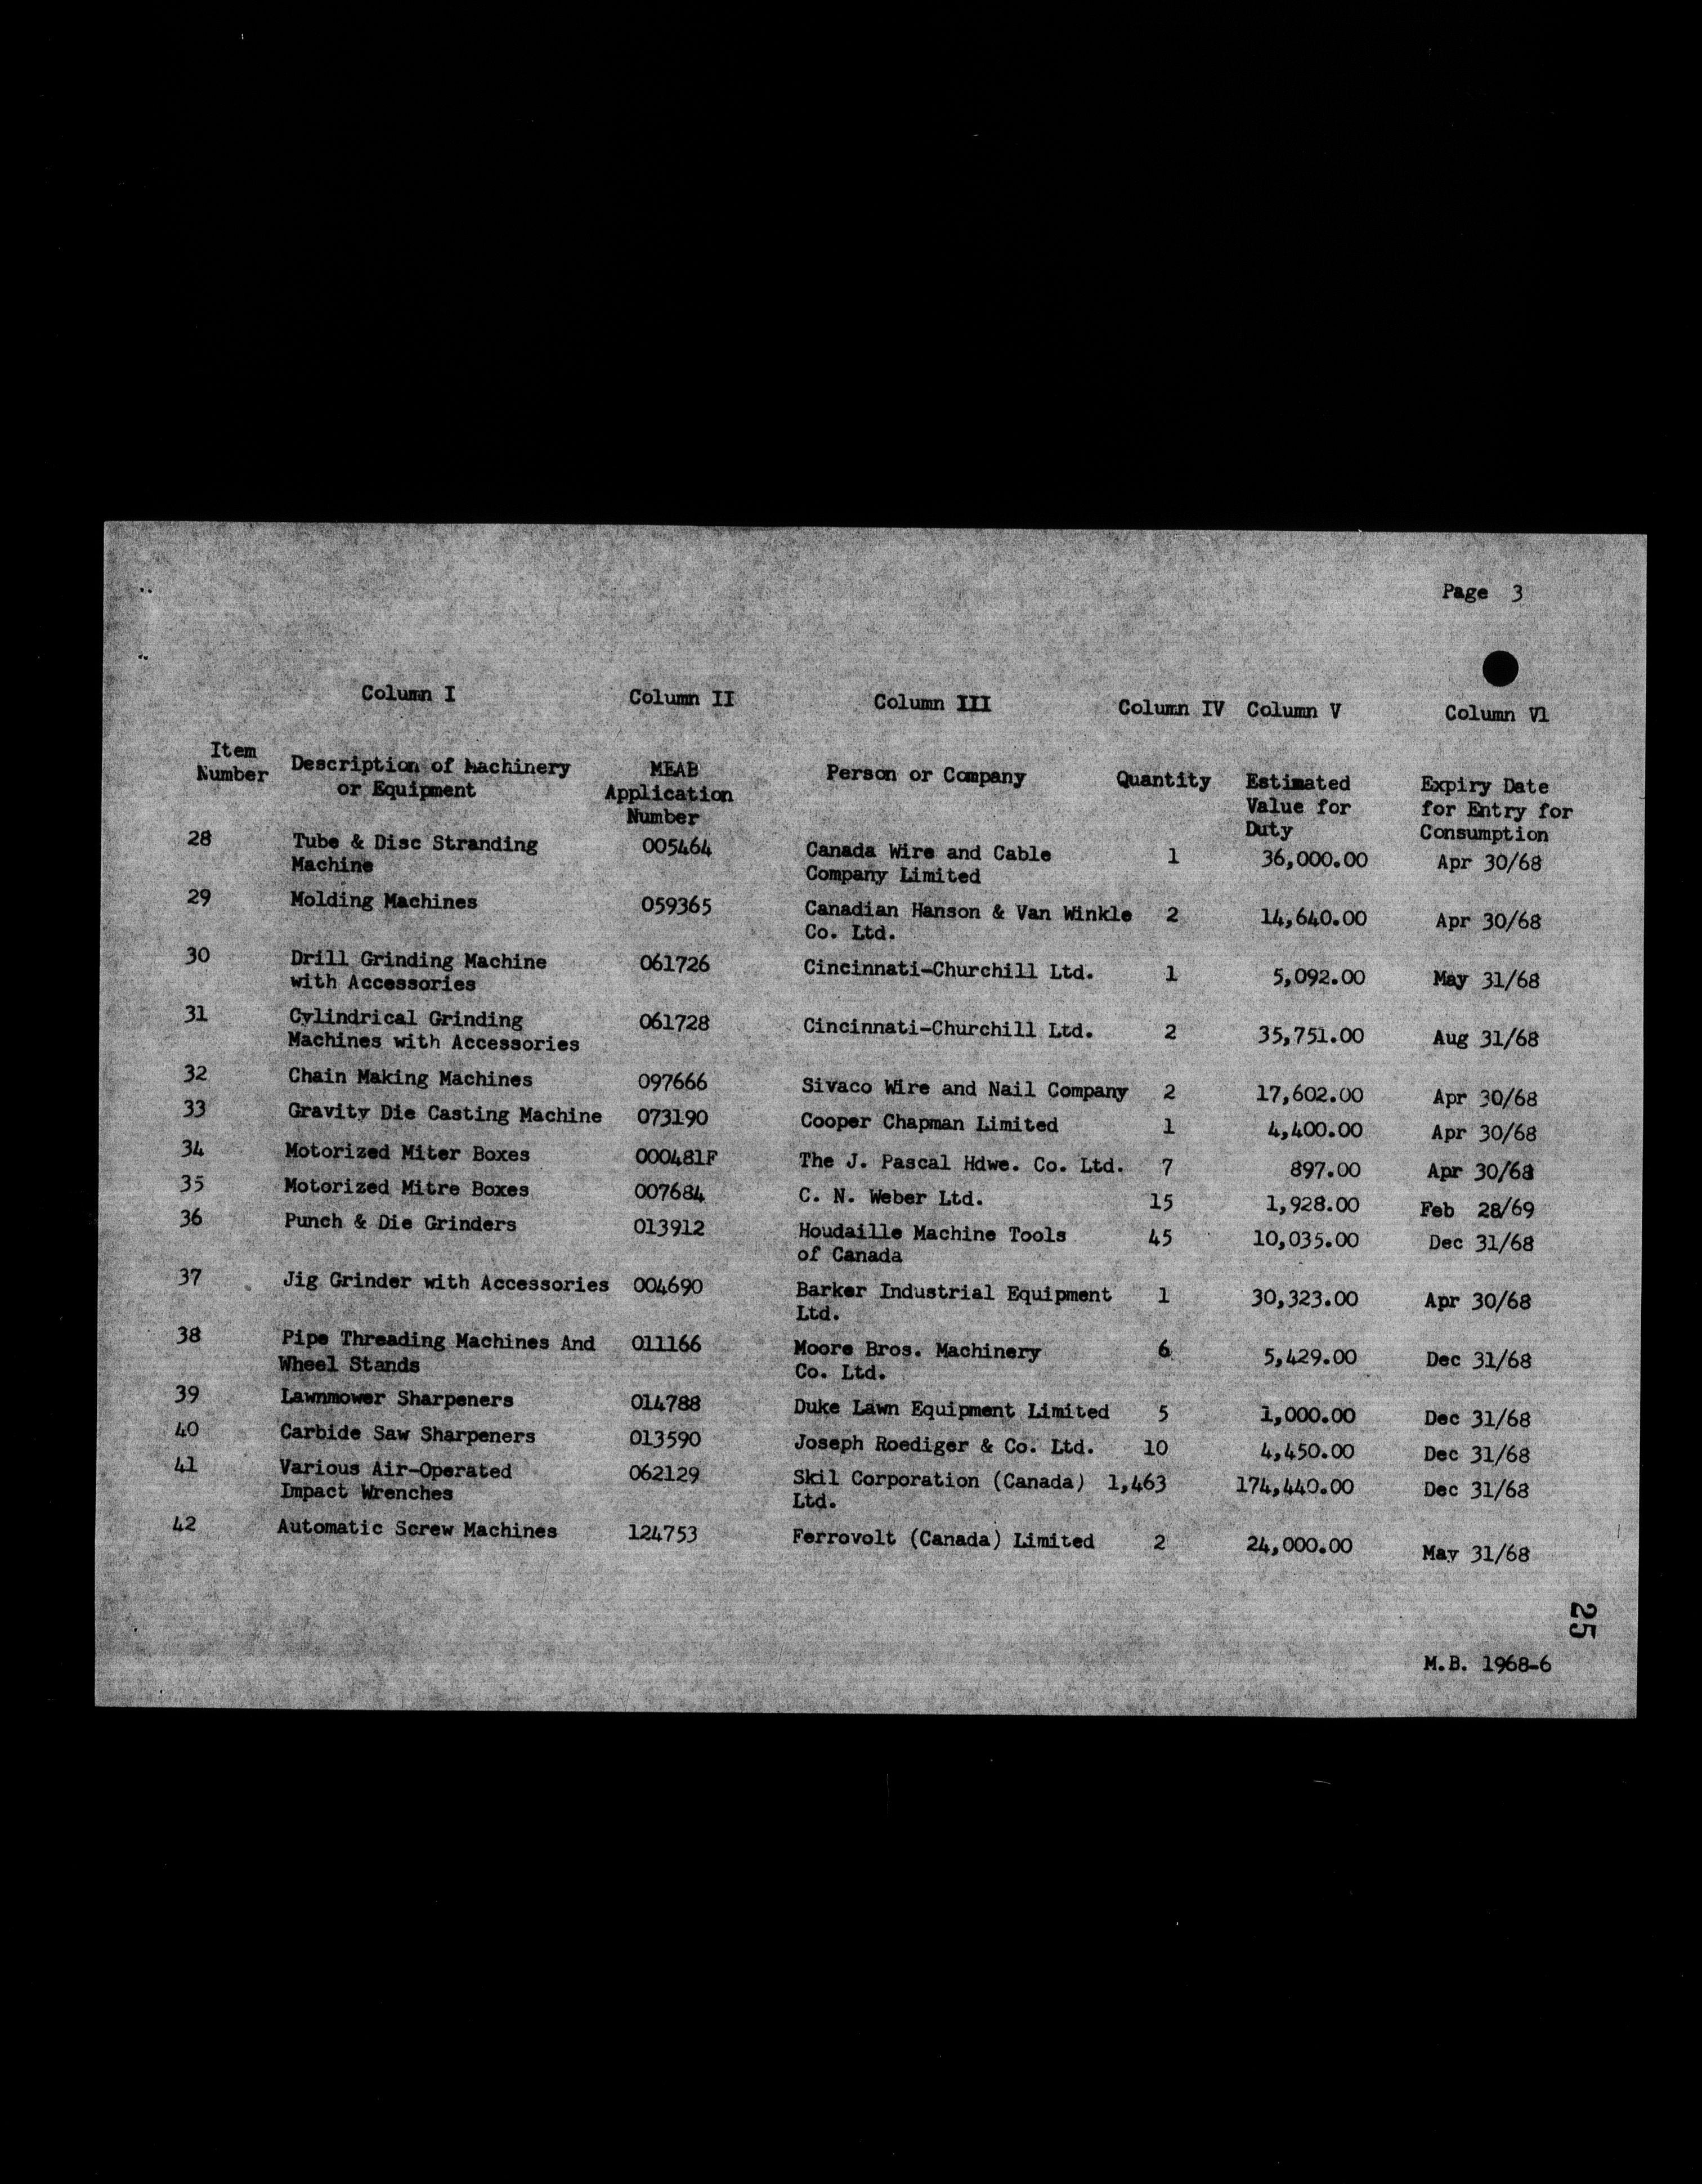 Page 3
Column I Column II Column III Column IV Column V Column VI
Item Number Description of Machinery or Equipment MEAB Application Number Person or Company Quantity Estimated Value for Duty Expiry Date for Entry for Consumption
28 Tube & Disc Stranding 005464 Canada Wire and Cable 1 36,000.00 Apr 30/68
Machine Company Limited
29 Molding Machines 059365 Canadian Hanson & Van Winkle 2 14,640.00 Apr 30/68
Co. Ltd.
30 Drill Grinding Machine 061726 Cincinnati-Churchill Ltd. 1 5,092.00 May 31/68
with Accessories
31 Cylindrical Grinding 061728 Cincinnati-Churchill Ltd. 2 35,751.00 Aug 31/68
Machines with Accessories
32 Chain Making Machines 097666 Sivaco Wire and Nail Company 2 17,602.00 Apr 30/68
33 Gravity Die Casting Machine 073190 Cooper Chapman Limited 1 4,400.00 Apr 30/68
34 Motorized Miter Boxes 000481F The J. Pascal Hdwe. Co. Ltd. 7 897.00 Apr 30/68
35 Motorized Mitre Boxes 007684 C. N. Weber Ltd. 15 1,928.00 Feb 28/69
36 Punch & Die Grinders 013912 Houdaille Machine Tools 45 10,035.00 Dec 31/68
of Canada
37 Jig Grinder with Accessories 004690 Barker Industrial Equipment 1 30,323.00 Apr 30/68
Ltd.
38 Pipe Threading Machines And 011166 Moore Bros. Machinery 6 5,429.00 Dec 31/68
Wheel Stands Co. Ltd.
39 Lawnmower Sharpeners 014788 Duke Lawn Equipment Limited 5 1,000.00 Dec 31/68
40 Carbide Saw Sharpeners 013590 Joseph Roediger & Co. Ltd. 10 4,450.00 Dec 31/68
41 Various Air-Operated 062129 Skil Corporation (Canada) 1,463 174,440.00 Dec 31/68
Impact Wrenches Ltd.
42 Automatic Screw Machines 124753 Ferrovolt (Canada) Limited 2 24,000.00 May 31/68
25
M.B. 1968-6